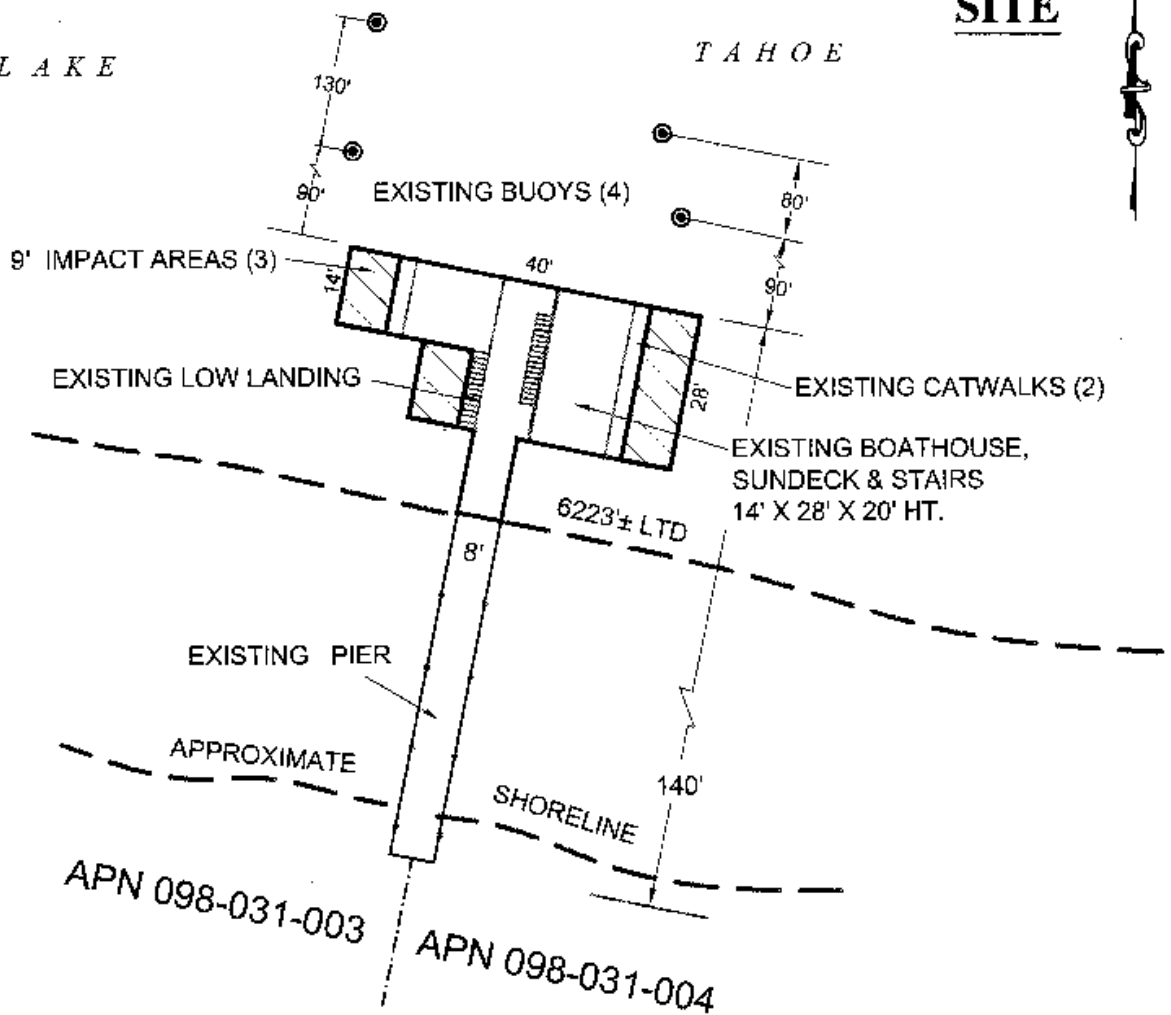 SITE
LAKE
TAHOE
130'
90'
EXISTING BUOYS (4)
80'
90'
9' IMPACT AREAS (3)
14'
40'
EXISTING LOW LANDING
28'
EXISTING CATWALKS (2)
EXISTING BOATHOUSE,
SUNDECK & STAIRS
14' X 28' X 20' HT.
6223'± LTD
8'
EXISTING PIER
APPROXIMATE
SHORELINE
140'
APN 098-031-003
APN 098-031-004